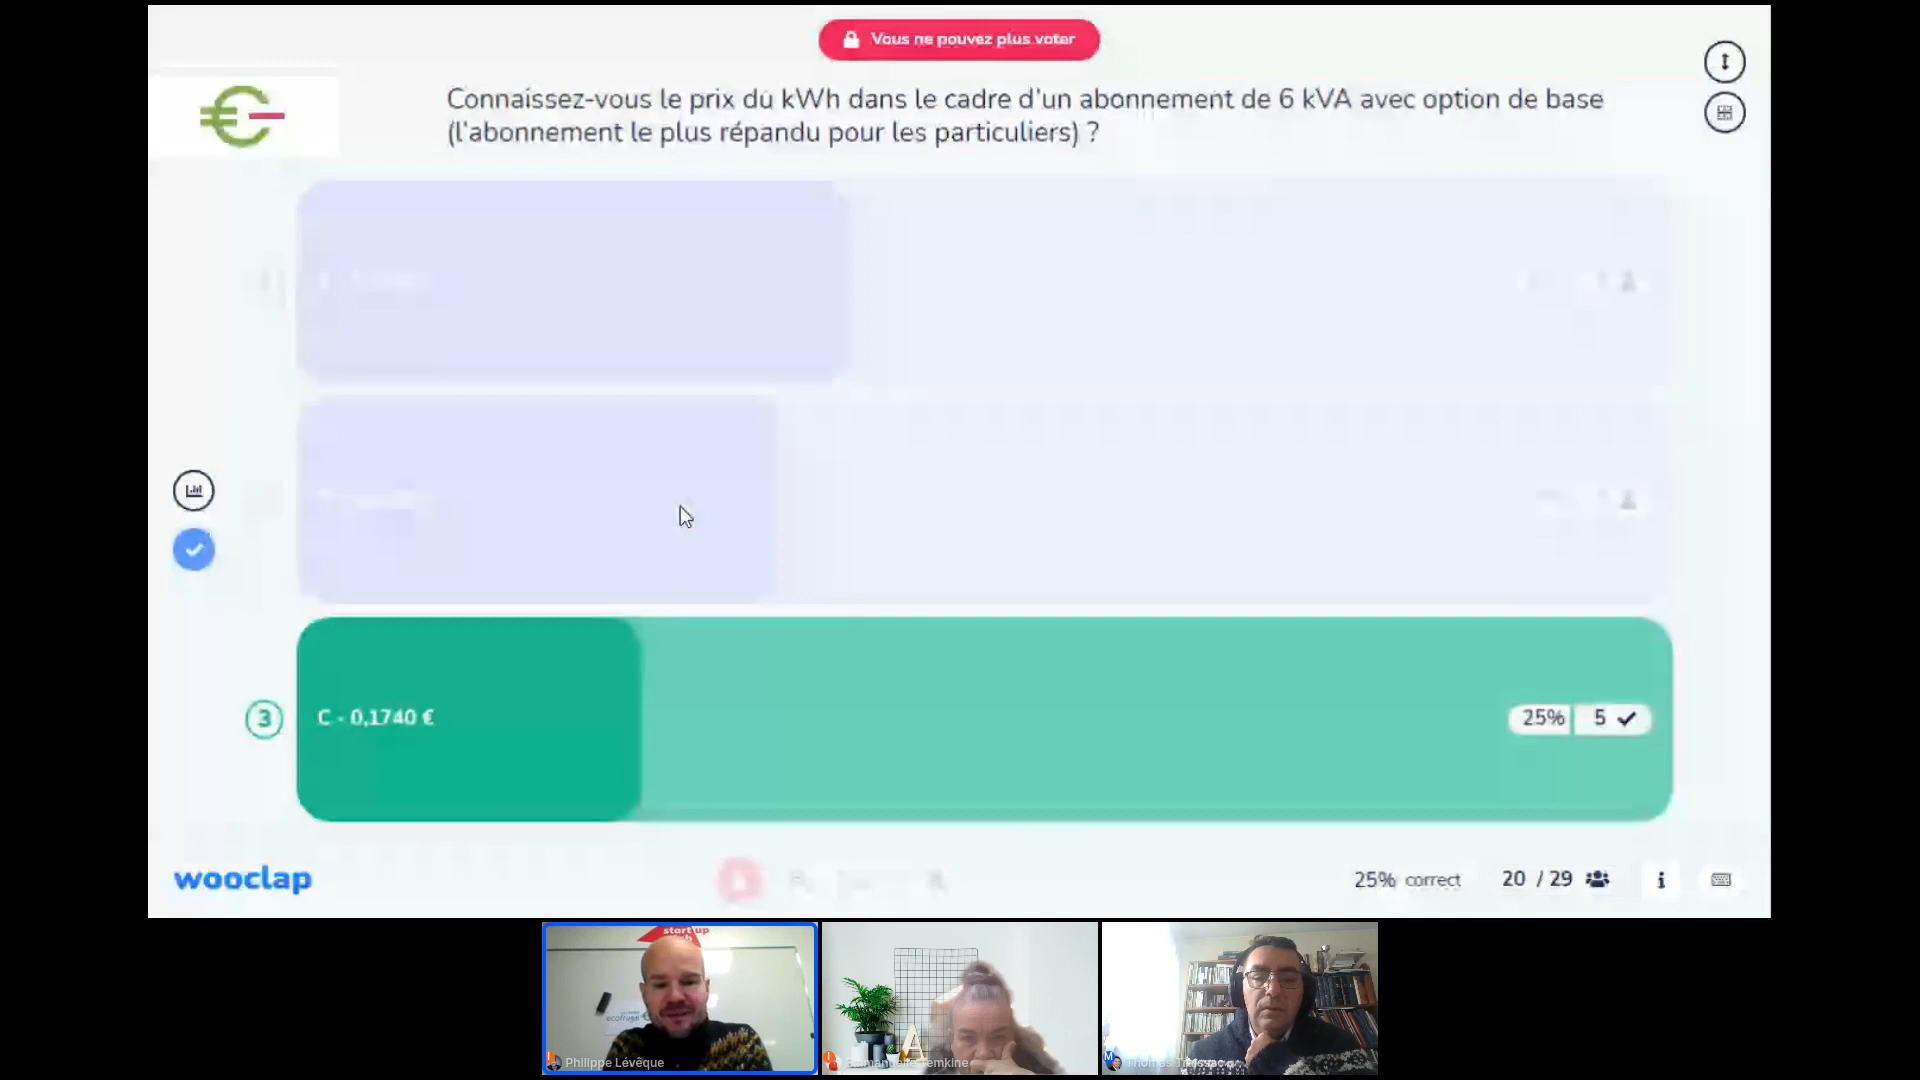 Vous ne pouvez plus voter
Connaissez-vous le prix du kWh dans le cadre d'un abonnement de 6 kVA avec option de base
(l'abonnement le plus répandu pour les particuliers) ?
3
C - 0,1740 €
25%
5
wooclap
25% correct
20 / 29
start up
Philippe Lévêque